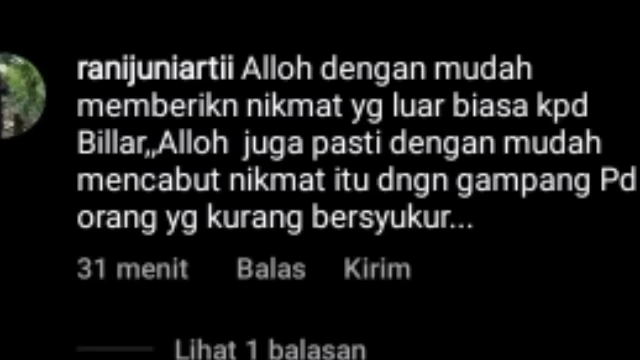 ranijuniartii Alloh dengan mudah
memberikn nikmat yg luar biasa kpd
Billar,,Alloh juga pasti dengan mudah
mencabut nikmat itu dngn gampang Pd
orang yg kurang bersyukur...
31 menit Balas Kirim
Lihat 1 balasan